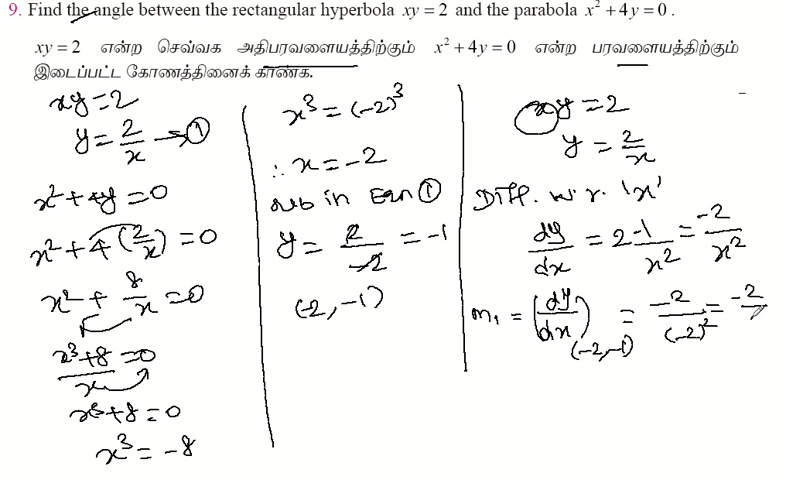 9. Find the angle between the rectangular hyperbola xy = 2 and the parabola x² + 4y = 0 .
xy = 2 என்ற செவ்வக அதிபரவளையத்திற்கும் x² + 4y = 0 என்ற பரவளையத்திற்கும்
இடைப்பட்ட கோணத்தினைக் காண்க.
xy = 2
y = 2/x → ①
x² + 4y = 0
x² + 4(2/x) = 0
x² + 8/x = 0
(x³ + 8)/x = 0
x³ + 8 = 0
x³ = -8
x³ = (-2)³
∴ x = -2
sub in Eqn ①
y = 2/-2 = -1
(-2, -1)
xy = 2
y = 2/x
Diff. w. r. 'x'
dy/dx = 2 -1/x² = -2/x²
m₁ = (dy/dx)(-2, -1) = -2/(-2)² = -2/